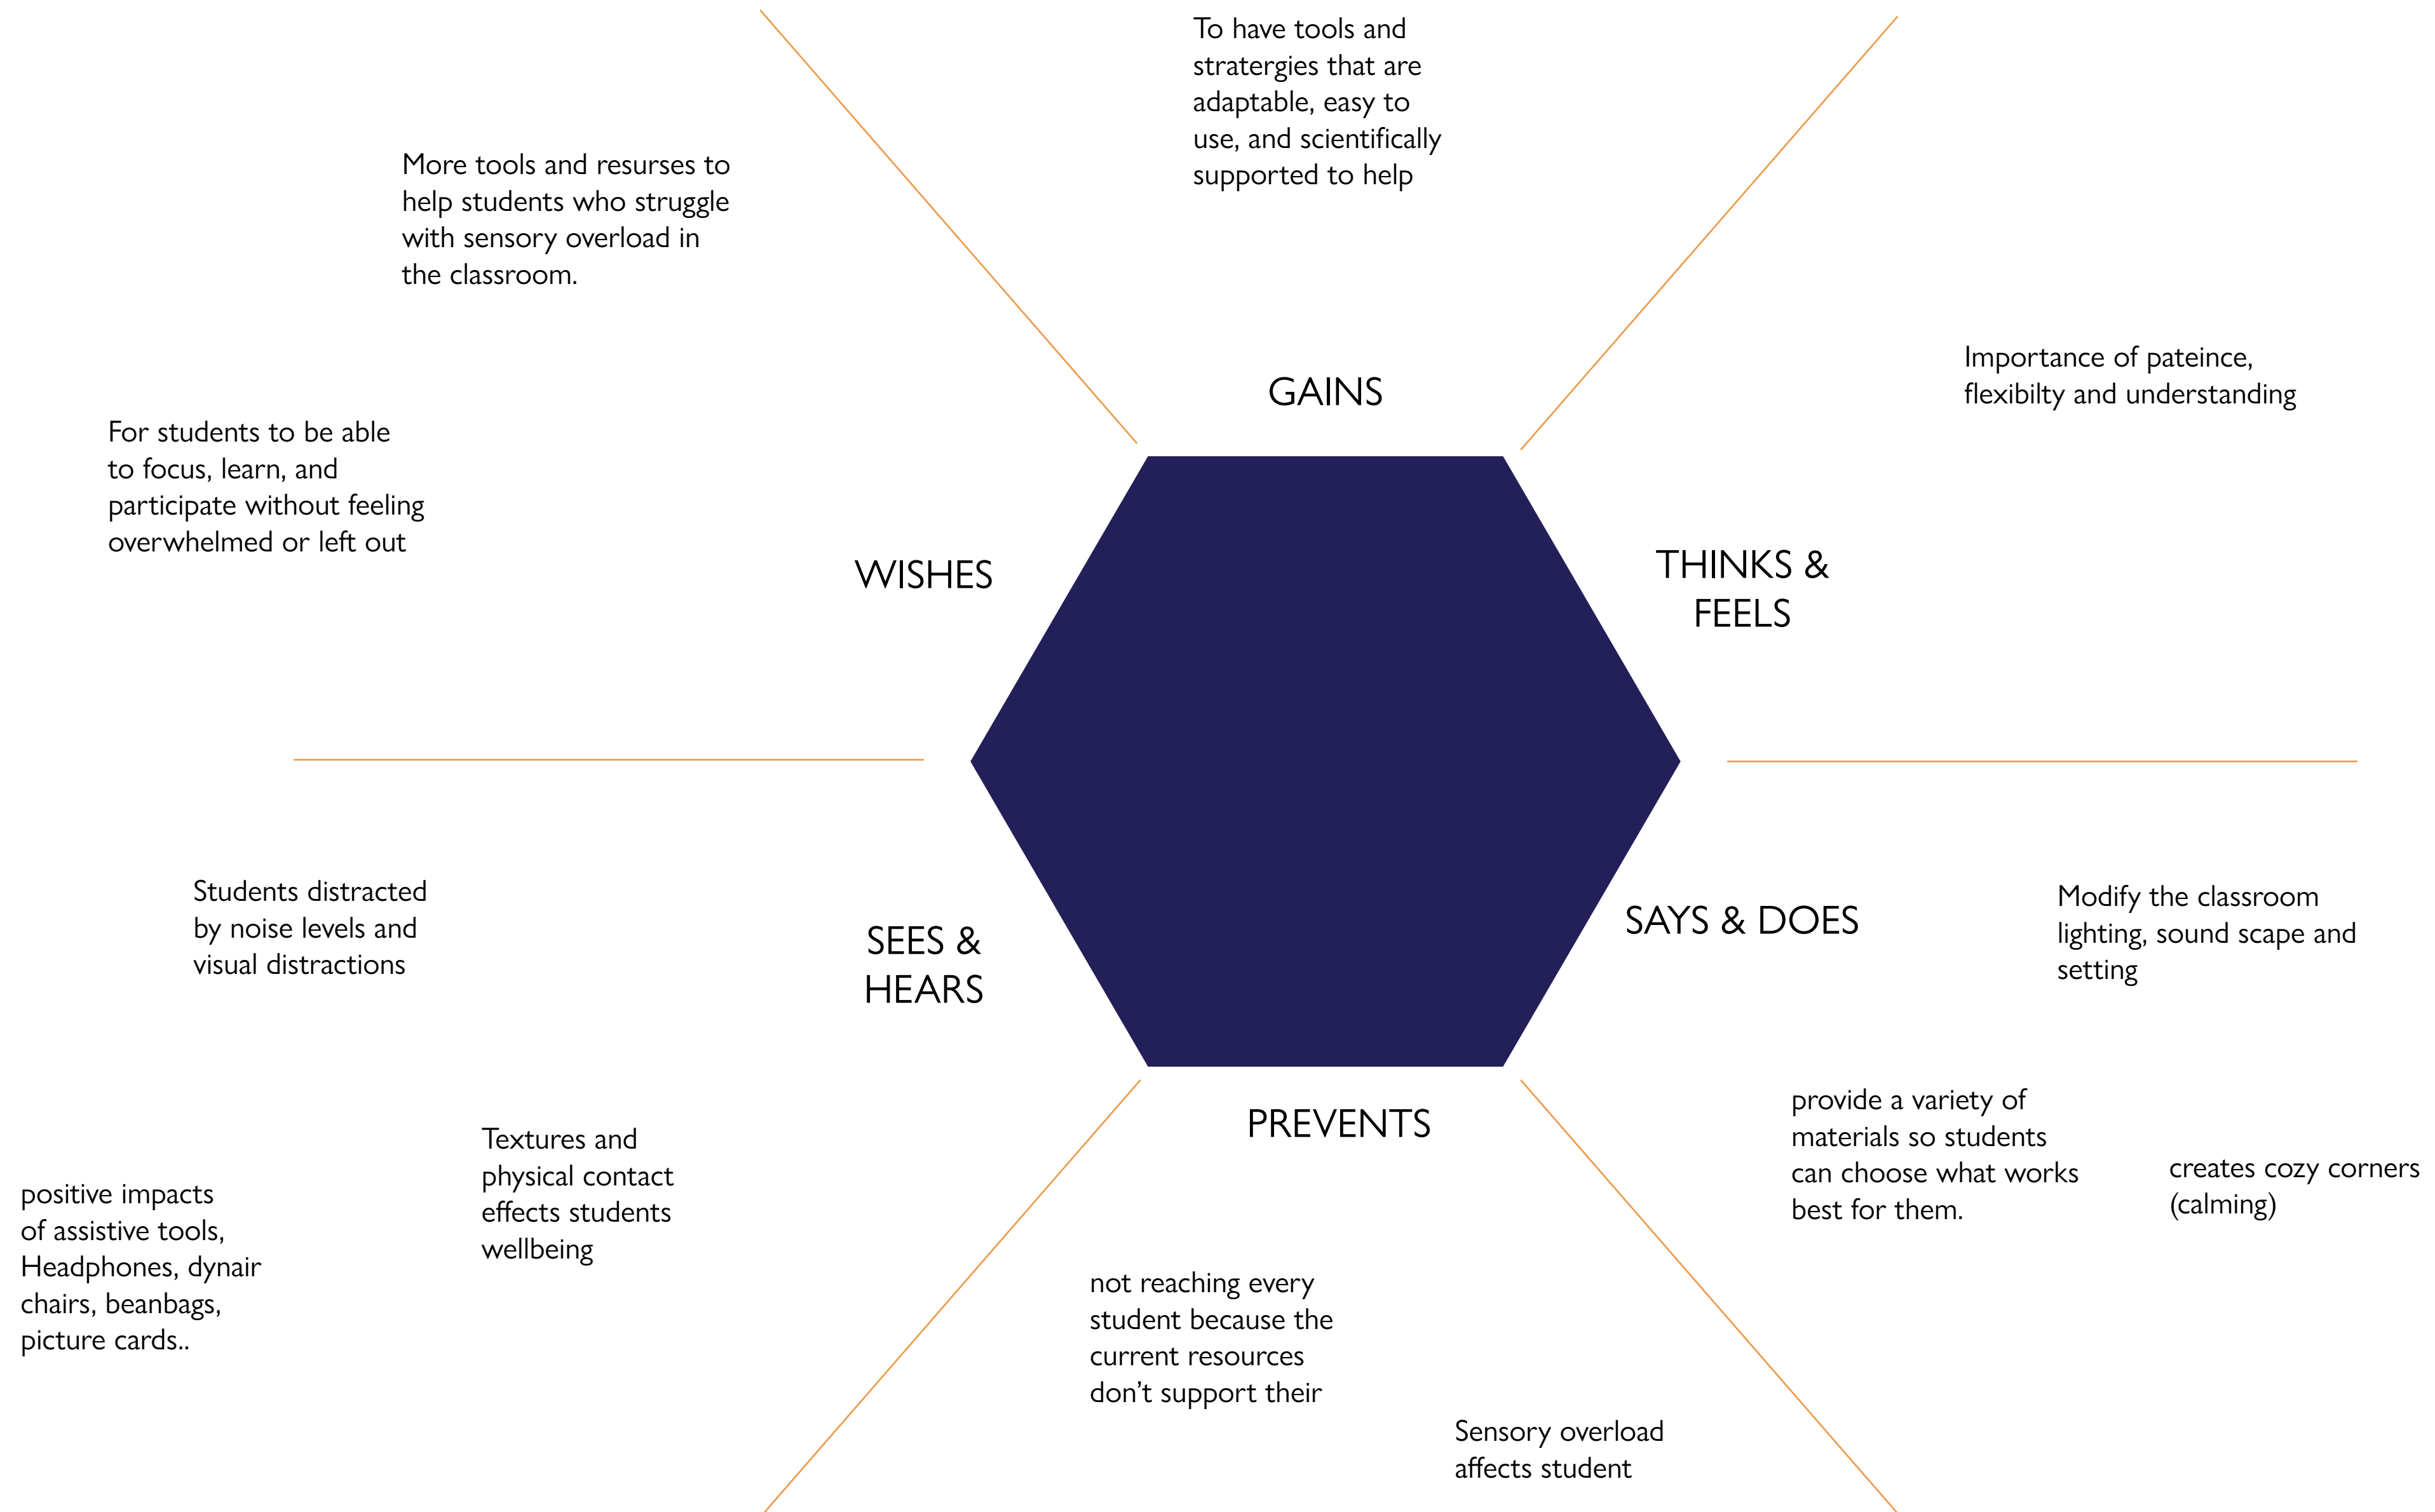 To have tools and
stratergies that are
adaptable, easy to
use, and scientifically
supported to help
GAINS
More tools and resurses to
help students who struggle
with sensory overload in
the classroom.
For students to be able
to focus, learn, and
participate without feeling
overwhelmed or left out
WISHES
Importance of pateince,
flexibilty and understanding
THINKS &
FEELS
Students distracted
by noise levels and
visual distractions
SEES &
HEARS
Textures and
physical contact
effects students
wellbeing
positive impacts
of assistive tools,
Headphones, dynair
chairs, beanbags,
picture cards..
SAYS & DOES
Modify the classroom
lighting, sound scape and
setting
provide a variety of
materials so students
can choose what works
best for them.
creates cozy corners
(calming)
PREVENTS
not reaching every
student because the
current resources
don’t support their
Sensory overload
affects student